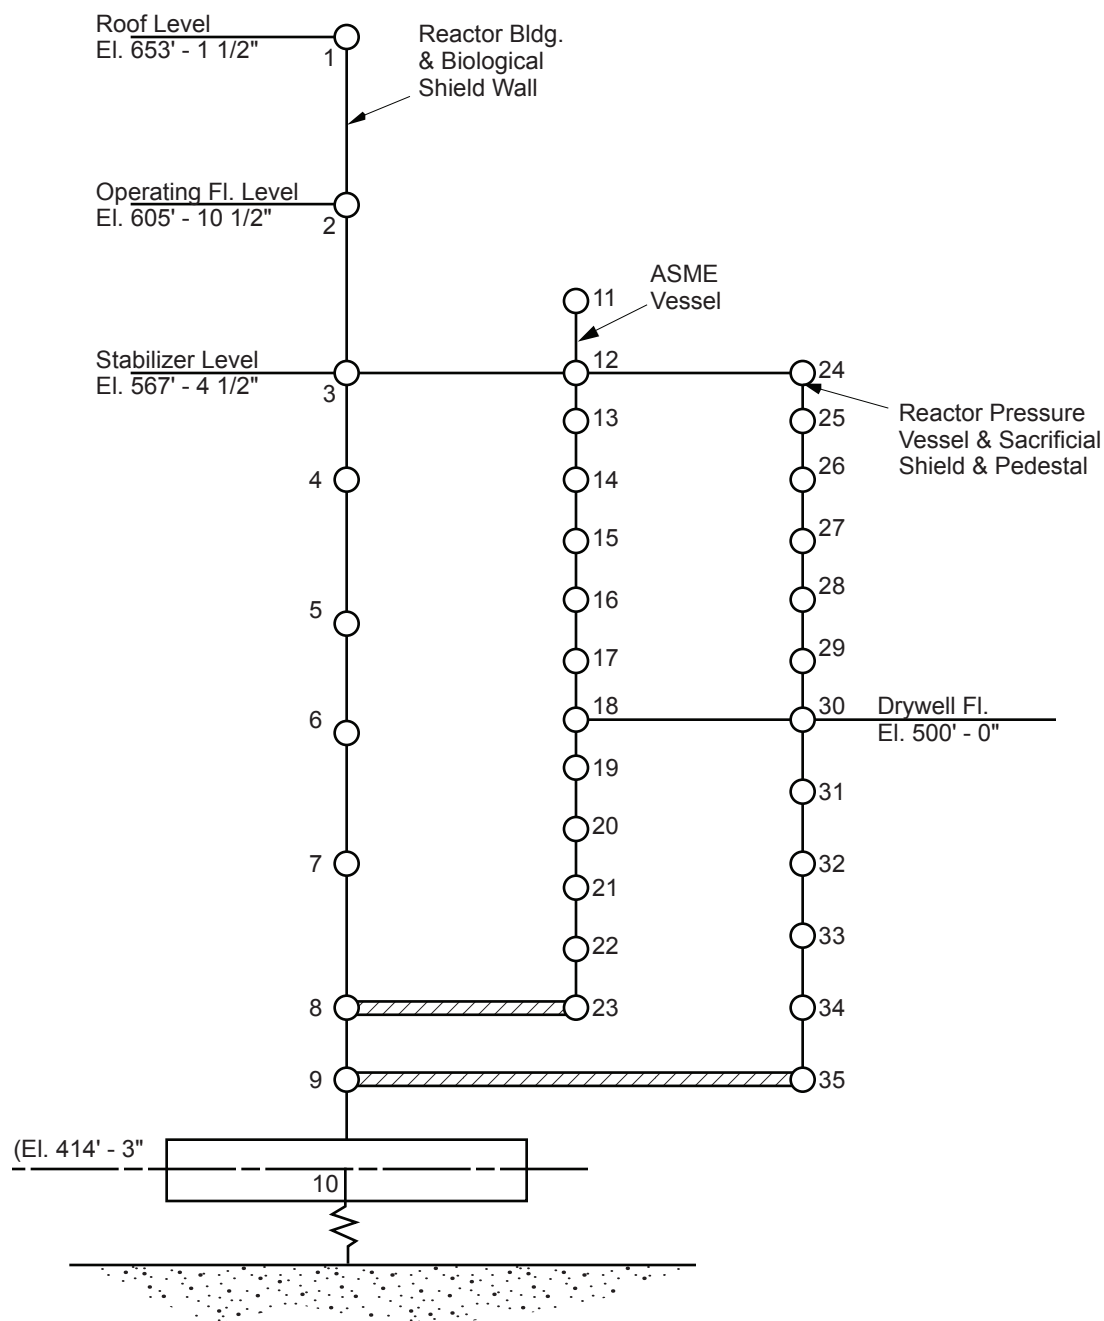 Roof Level
El. 653' - 1 1/2"
1
Reactor Bldg.
& Biological
Shield Wall
Operating Fl. Level
El. 605' - 10 1/2"
2
ASME
Vessel
11
Stabilizer Level
El. 567' - 4 1/2"
3
12
24
Reactor Pressure
Vessel & Sacrificial
Shield & Pedestal
13
25
4
14
26
15
27
5
16
28
17
29
6
18
30
Drywell Fl.
El. 500' - 0"
19
31
20
7
32
21
22
33
8
23
34
9
35
(El. 414' - 3"
10